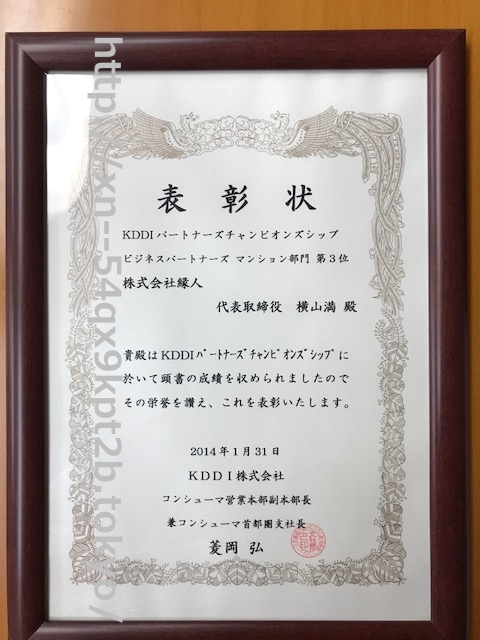 表彰状
KDDIパートナーズチャンピオンズシップ
ビジネスパートナーズ マンション部門 第3位
株式会社縁人
代表取締役 横山満 殿
貴殿はKDDIパートナーズチャンピオンズシップに
於いて頭書の成績を収められましたので
その栄誉を讃え、これを表彰いたします。
2014年1月31日
KDDI株式会社
コンシューマ営業本部副本部長
兼コンシューマ首都圏支社長
菱岡 弘
http://xn--54qx9kpt2b.tokyo/